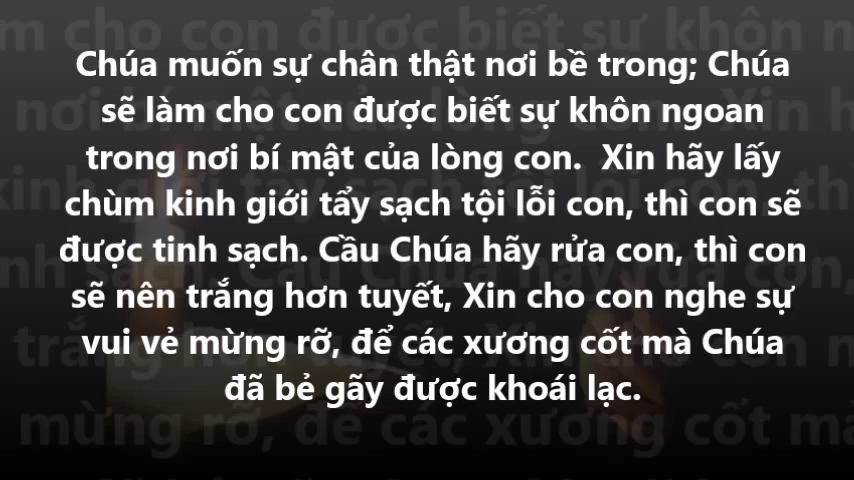 Chúa muốn sự chân thật nơi bề trong; Chúa
sẽ làm cho con được biết sự khôn ngoan
trong nơi bí mật của lòng con. Xin hãy lấy
chùm kinh giới tẩy sạch tội lỗi con, thì con sẽ
được tinh sạch. Cầu Chúa hãy rửa con, thì con
sẽ nên trắng hơn tuyết, Xin cho con nghe sự
vui vẻ mừng rỡ, để các xương cốt mà Chúa
đã bẻ gãy được khoái lạc.